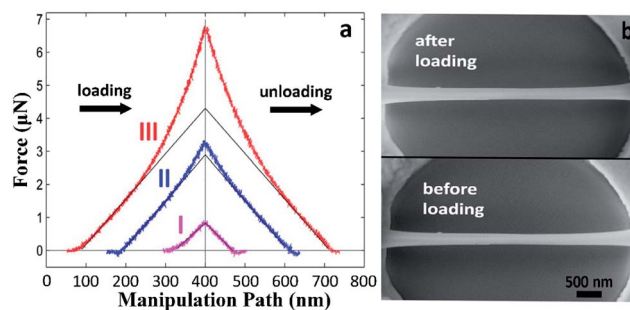 7
6
5
4
3
2
1
0
Force (μN)
a
loading
unloading
III
II
I
0 100 200 300 400 500 600 700 800
Manipulation Path (nm)
b
after
loading
before
loading
500 nm